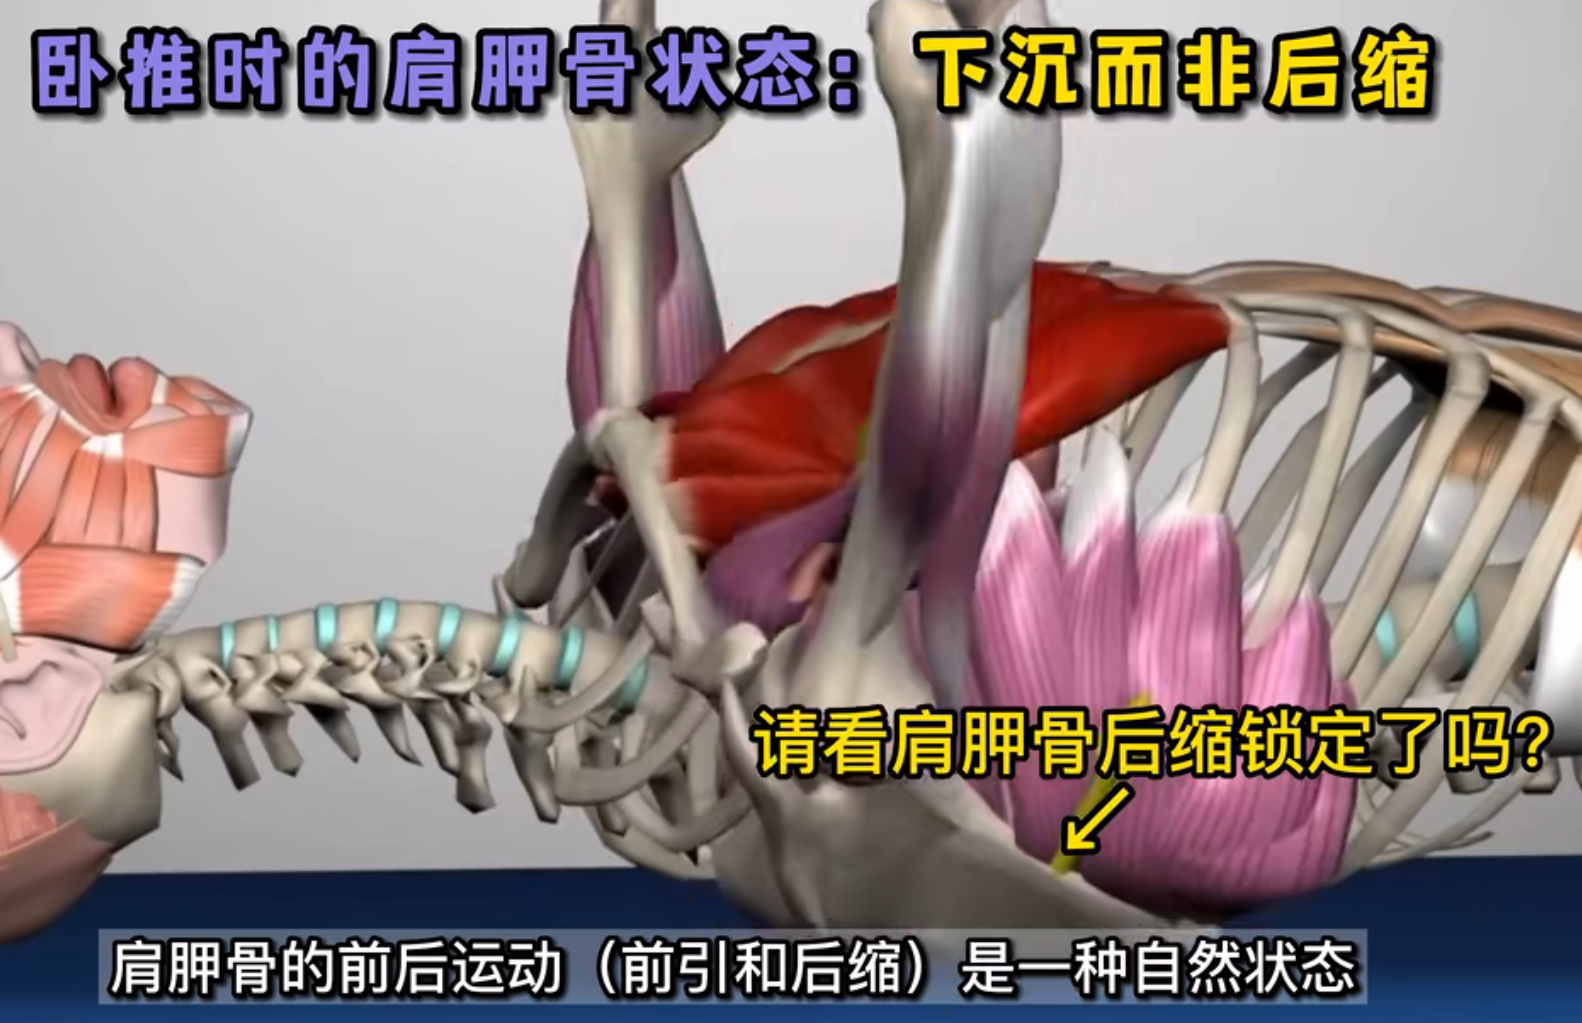 卧推时的肩胛骨状态：下沉而非后缩
请看肩胛骨后缩锁定了吗?
肩胛骨的前后运动（前引和后缩）是一种自然状态